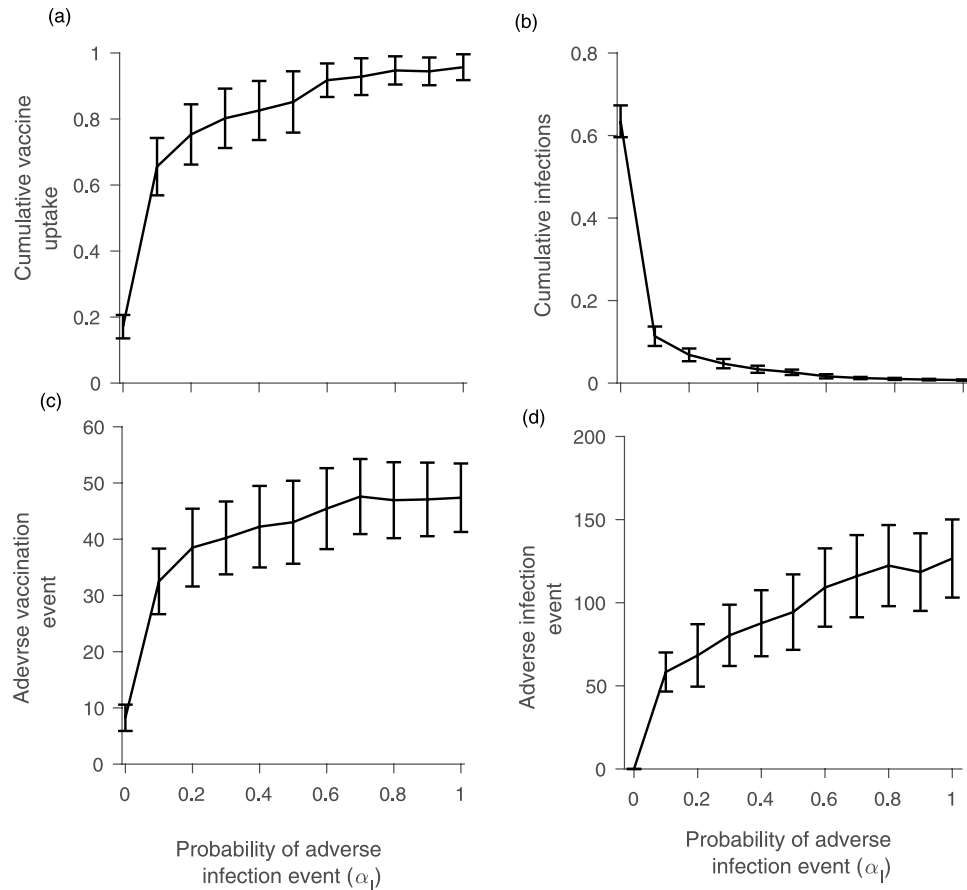 (a)
1
0.8
0.6
0.4
0.2
0
Cumulative vaccine
uptake
(b)
0.8
0.6
0.4
0.2
0
Cumulative infections
(c)
60
50
40
30
20
10
0
Adevrse vaccination
event
0 0.2 0.4 0.6 0.8 1
Probability of adverse
infection event (α_I)
(d)
200
150
100
50
0
Adverse infection
event
0 0.2 0.4 0.6 0.8 1
Probability of adverse
infection event (α_I)